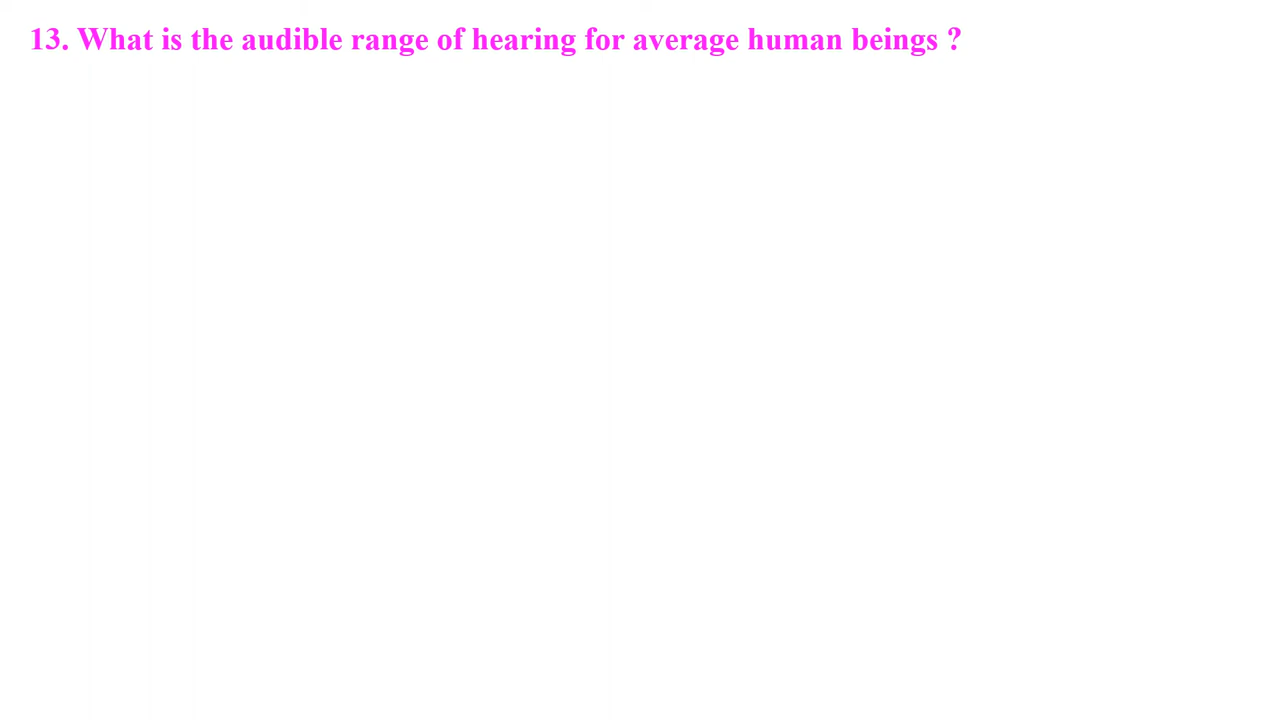 13. What is the audible range of hearing for average human beings ?